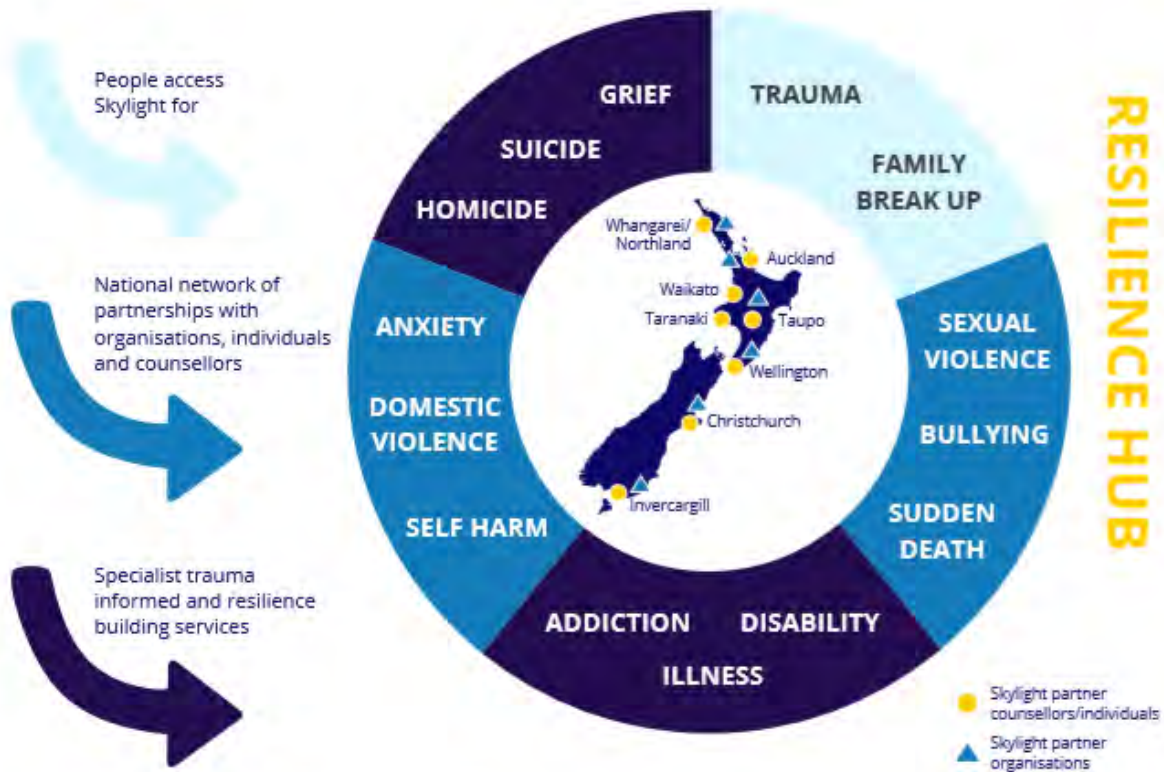 People access
Skylight for
National network of
partnerships with
organisations, individuals
and counsellors
Specialist trauma
informed and resilience
building services
GRIEF
SUICIDE
HOMICIDE
TRAUMA
FAMILY
BREAK UP
ANXIETY
DOMESTIC
VIOLENCE
SELF HARM
SEXUAL
VIOLENCE
BULLYING
SUDDEN
DEATH
ADDICTION
DISABILITY
ILLNESS
Whangarei/
Northland
Auckland
Waikato
Taranaki
Taupo
Wellington
Christchurch
Invercargill
RESILIENCE HUB
Skylight partner
counsellors/individuals
Skylight partner
organisations